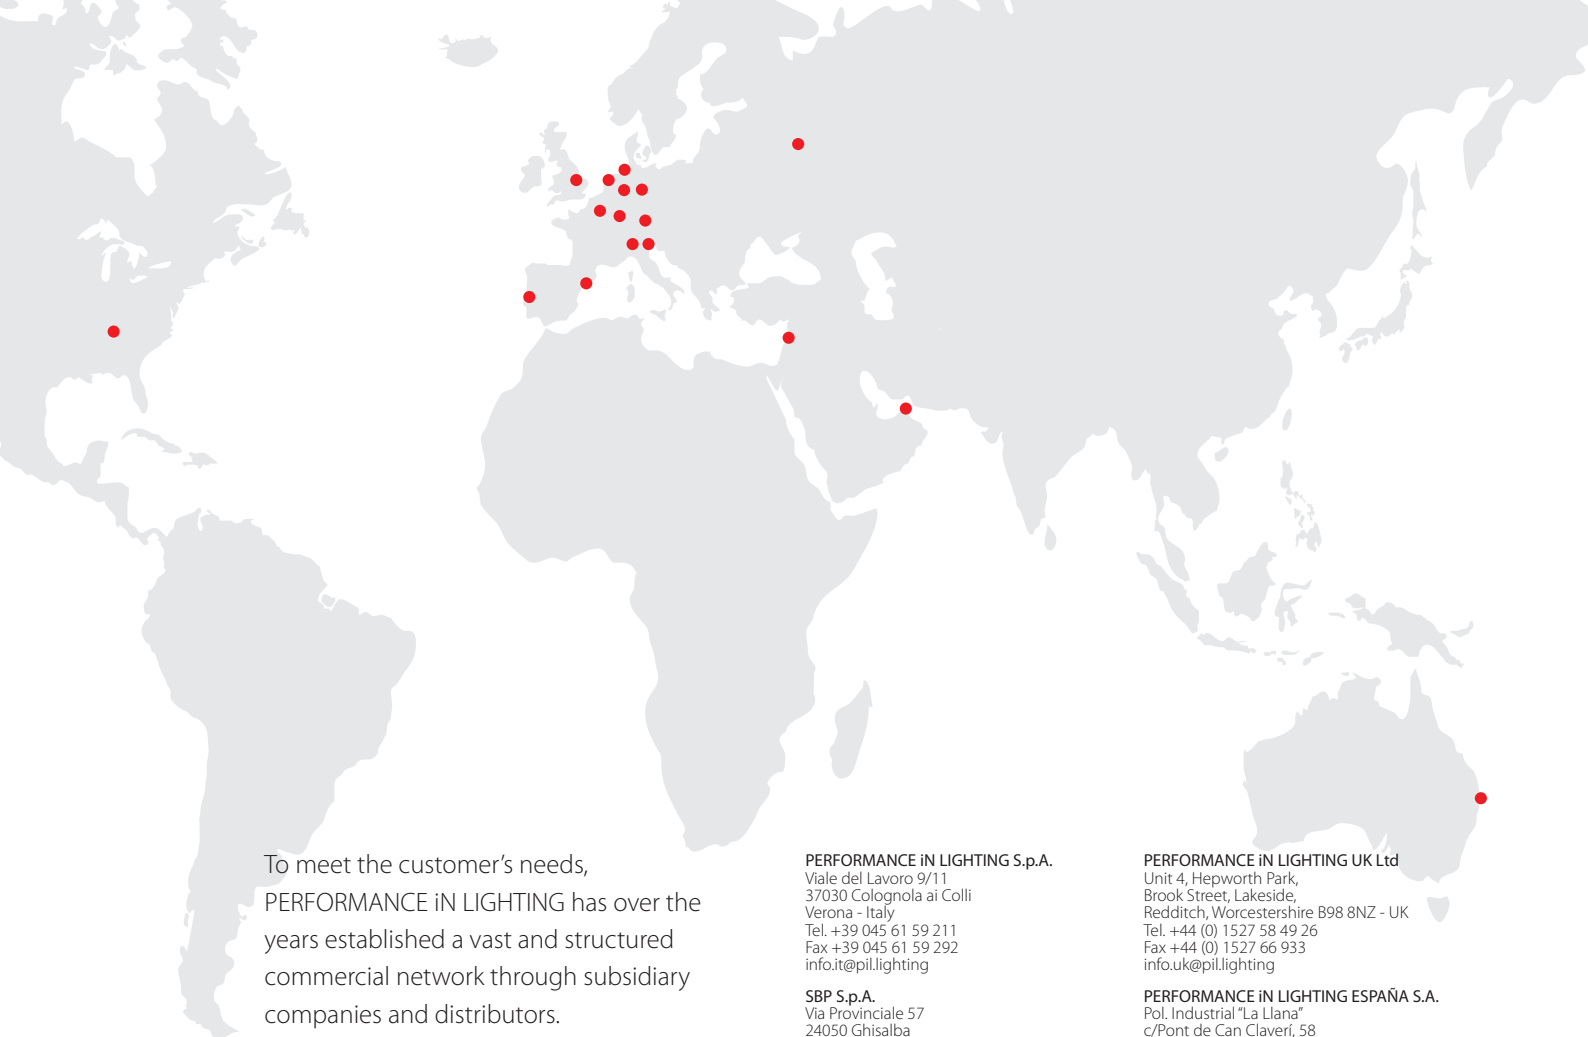 To meet the customer’s needs,
PERFORMANCE iN LIGHTING has over the
years established a vast and structured
commercial network through subsidiary
companies and distributors.
PERFORMANCE iN LIGHTING S.p.A.
Viale del Lavoro 9/11
37030 Colognola ai Colli
Verona - Italy
Tel. +39 045 61 59 211
Fax +39 045 61 59 292
info.it@pil.lighting
SBP S.p.A.
Via Provinciale 57
24050 Ghisalba
PERFORMANCE iN LIGHTING UK Ltd
Unit 4, Hepworth Park,
Brook Street, Lakeside,
Redditch, Worcestershire B98 8NZ - UK
Tel. +44 (0) 1527 58 49 26
Fax +44 (0) 1527 66 933
info.uk@pil.lighting
PERFORMANCE iN LIGHTING ESPAÑA S.A.
Pol. Industrial “La Llana”
c/Pont de Can Claverí, 58